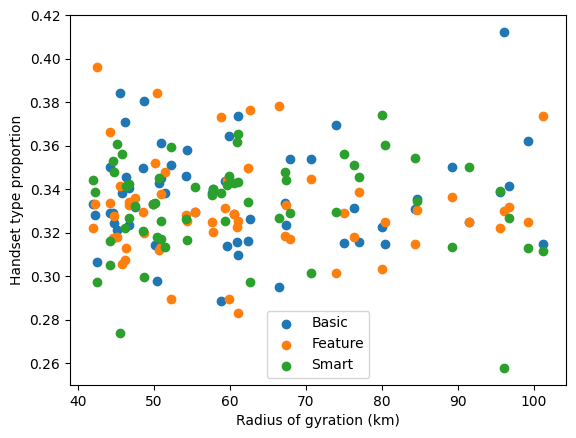 0.42
0.40
0.38
0.36
0.34
0.32
0.30
0.28
0.26
Handset type proportion
Basic
Feature
Smart
40 50 60 70 80 90 100
Radius of gyration (km)